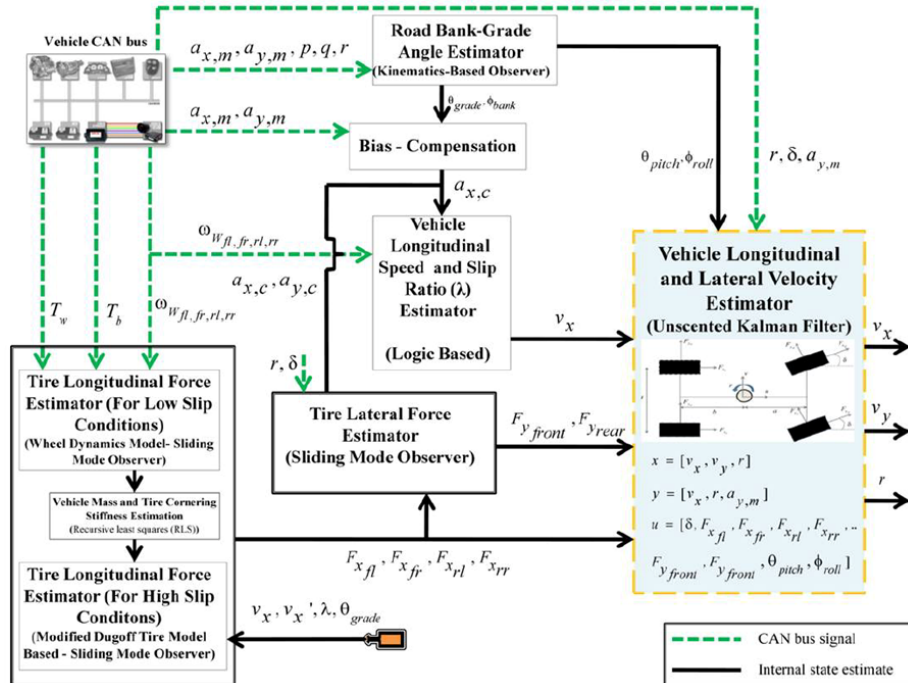 Vehicle CAN bus
a_{x,m}, a_{y,m}, p, q, r
Road Bank-Grade
Angle Estimator
(Kinematics-Based Observer)
θ_{grade}, ϕ_{bank}
a_{x,m}, a_{y,m}
Bias - Compensation
a_{x,c}
θ_{pitch}, ϕ_{roll}
r, δ, a_{y,m}
ω_{W_{fl,fr,rl,rr}}
a_{x,c}, a_{y,c}
Vehicle
Longitudinal
Speed and Slip
Ratio (λ)
Estimator
(Logic Based)
v_x
T_w
T_b
ω_{W_{fl,fr,rl,rr}}
r, δ
Tire Lateral Force
Estimator
(Sliding Mode Observer)
F_{y_{front}}, F_{y_{rear}}
Tire Longitudinal Force
Estimator (For Low Slip
Conditions)
(Wheel Dynamics Model- Sliding
Mode Observer)
Vehicle Mass and Tire Cornering
Stiffness Estimation
(Recursive least squares (RLS))
Tire Longitudinal Force
Estimator (For High Slip
Conditons)
(Modified Dugoff Tire Model
Based - Sliding Mode Observer)
F_{x_{fl}}, F_{x_{fr}}, F_{x_{rl}}, F_{x_{rr}}
v_x, v_x', λ, θ_{grade}
Vehicle Longitudinal
and Lateral Velocity
Estimator
(Unscented Kalman Filter)
x = [v_x, v_y, r]
y = [v_x, r, a_{y,m}]
u = [δ, F_{x_{fl}}, F_{x_{fr}}, F_{x_{rl}}, F_{x_{rr}}, ..
F_{y_{front}}, F_{y_{front}}, θ_{pitch}, ϕ_{roll}]
v_x
v_y
r
CAN bus signal
Internal state estimate